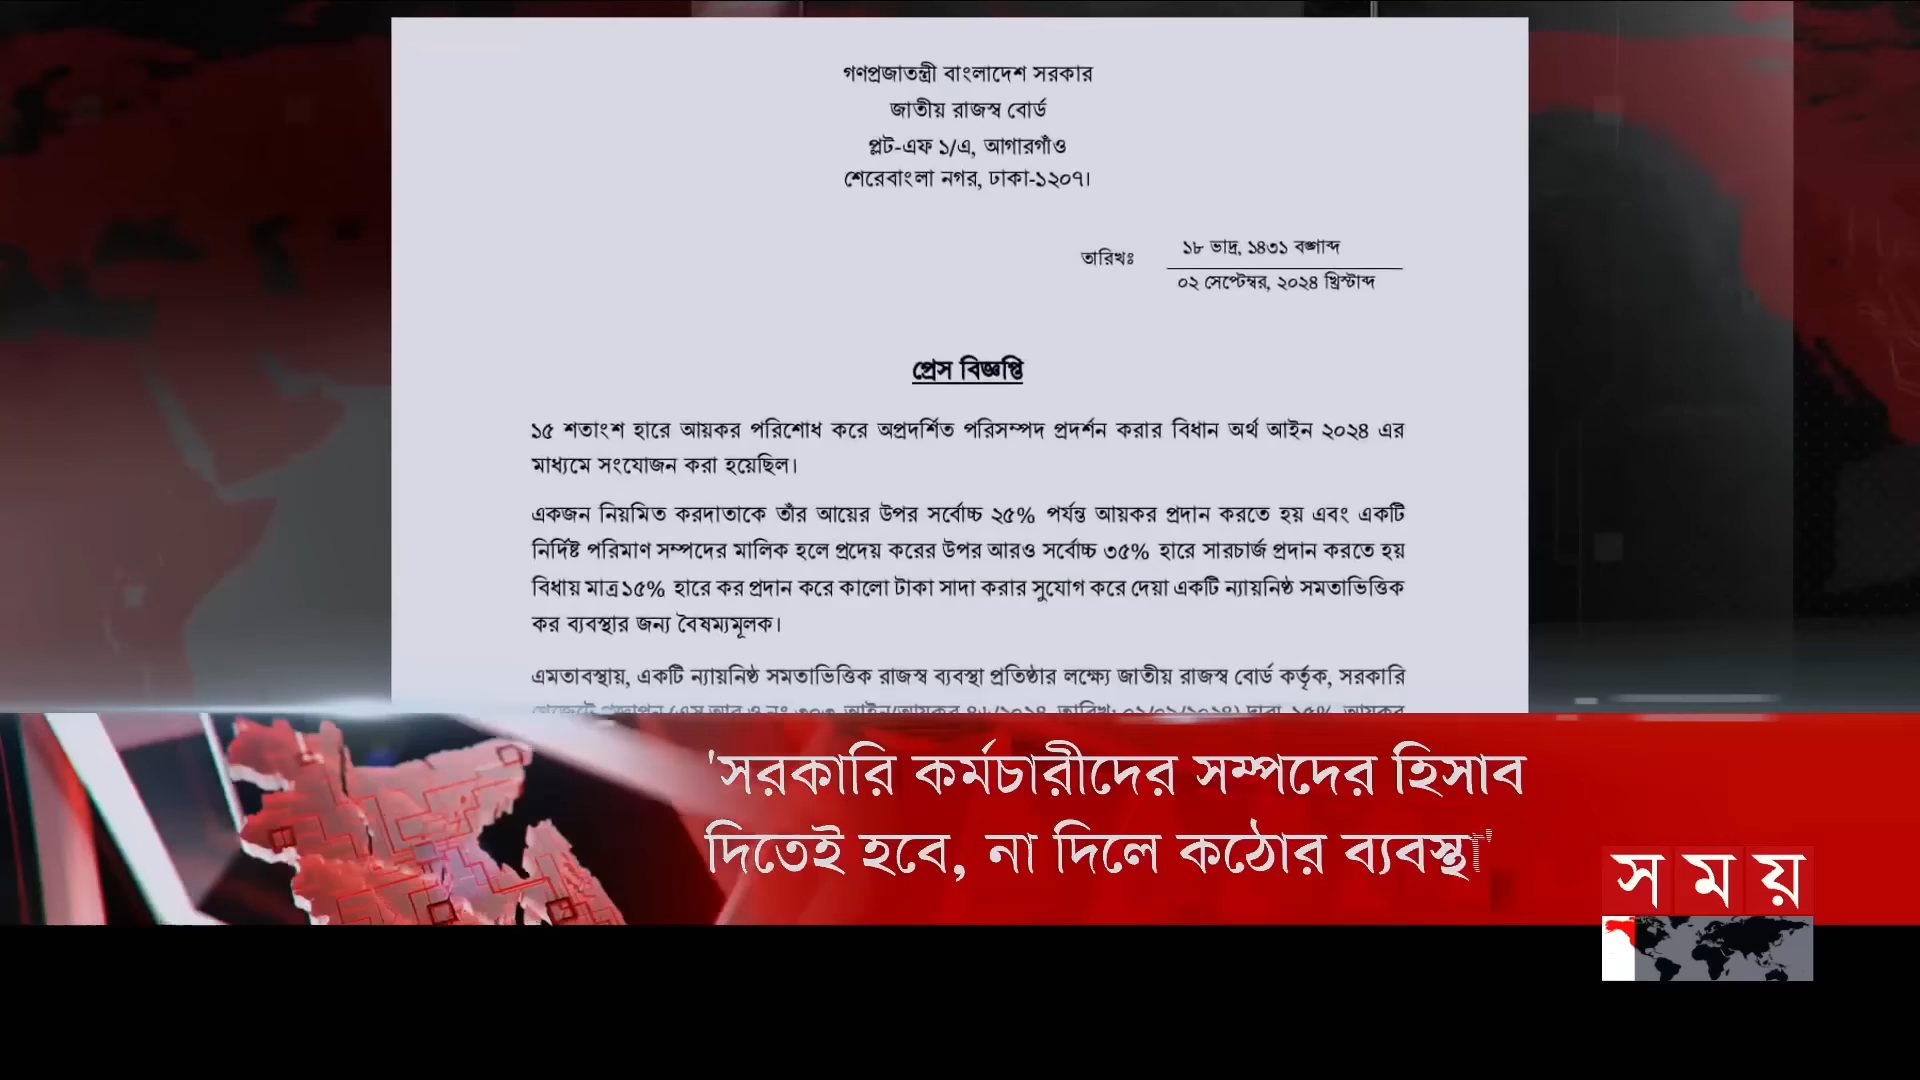 গণপ্রজাতন্ত্রী বাংলাদেশ সরকার
জাতীয় রাজস্ব বোর্ড
প্লট-এফ ১/এ, আগারগাঁও
শেরেবাংলা নগর, ঢাকা-১২০৭।
তারিখঃ
১৮ ভাদ্র, ১৪৩১ বঙ্গাব্দ
০২ সেপ্টেম্বর, ২০২৪ খ্রিস্টাব্দ
প্রেস বিজ্ঞপ্তি
১৫ শতাংশ হারে আয়কর পরিশোধ করে অপ্রদর্শিত পরিসম্পদ প্রদর্শন করার বিধান অর্থ আইন ২০২৪ এর
মাধ্যমে সংযোজন করা হয়েছিল।
একজন নিয়মিত করদাতাকে তাঁর আয়ের উপর সর্বোচ্চ ২৫% পর্যন্ত আয়কর প্রদান করতে হয় এবং একটি
নির্দিষ্ট পরিমাণ সম্পদের মালিক হলে প্রদেয় করের উপর আরও সর্বোচ্চ ৩৫% হারে সারচার্জ প্রদান করতে হয়
বিধায় মাত্র ১৫% হারে কর প্রদান করে কালো টাকা সাদা করার সুযোগ করে দেয়া একটি ন্যায়নিষ্ঠ সমতাভিত্তিক
কর ব্যবস্থার জন্য বৈষম্যমূলক।
এমতাবস্থায়, একটি ন্যায়নিষ্ঠ সমতাভিত্তিক রাজস্ব ব্যবস্থা প্রতিষ্ঠার লক্ষ্যে জাতীয় রাজস্ব বোর্ড কর্তৃক, সরকারি
'সরকারি কর্মচারীদের সম্পদের হিসাব
দিতেই হবে, না দিলে কঠোর ব্যবস্থা'
সময়